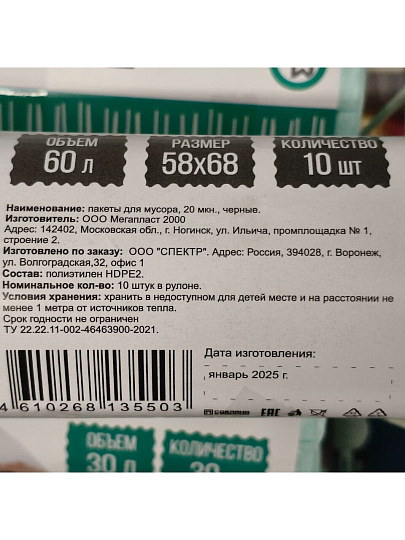 ОБЪЕМ
60 Л
РАЗМЕР
58x68
КОЛИЧЕСТВО
10 ШТ
Наименование: пакеты для мусора, 20 мкн., черные.
Изготовитель: ООО Мегапласт 2000
Адрес: 142402, Московская обл., г. Ногинск, ул. Ильича, промплощадка № 1,
строение 2.
Изготовлено по заказу: ООО "СПЕКТР". Адрес: Россия, 394028, г. Воронеж,
ул. Волгоградская,32, офис 1
Состав: полиэтилен HDPE2.
Номинальное кол-во: 10 штук в рулоне.
Условия хранения: хранить в недоступном для детей месте и на расстоянии не
менее 1 метра от источников тепла.
Срок годности не ограничен
ТУ 22.22.11-002-46463900-2021.
Дата изготовления:
январь 2025 г.
4 610268 135503
EAC
ОБЪЕМ
30 Л
КОЛИЧЕСТВО